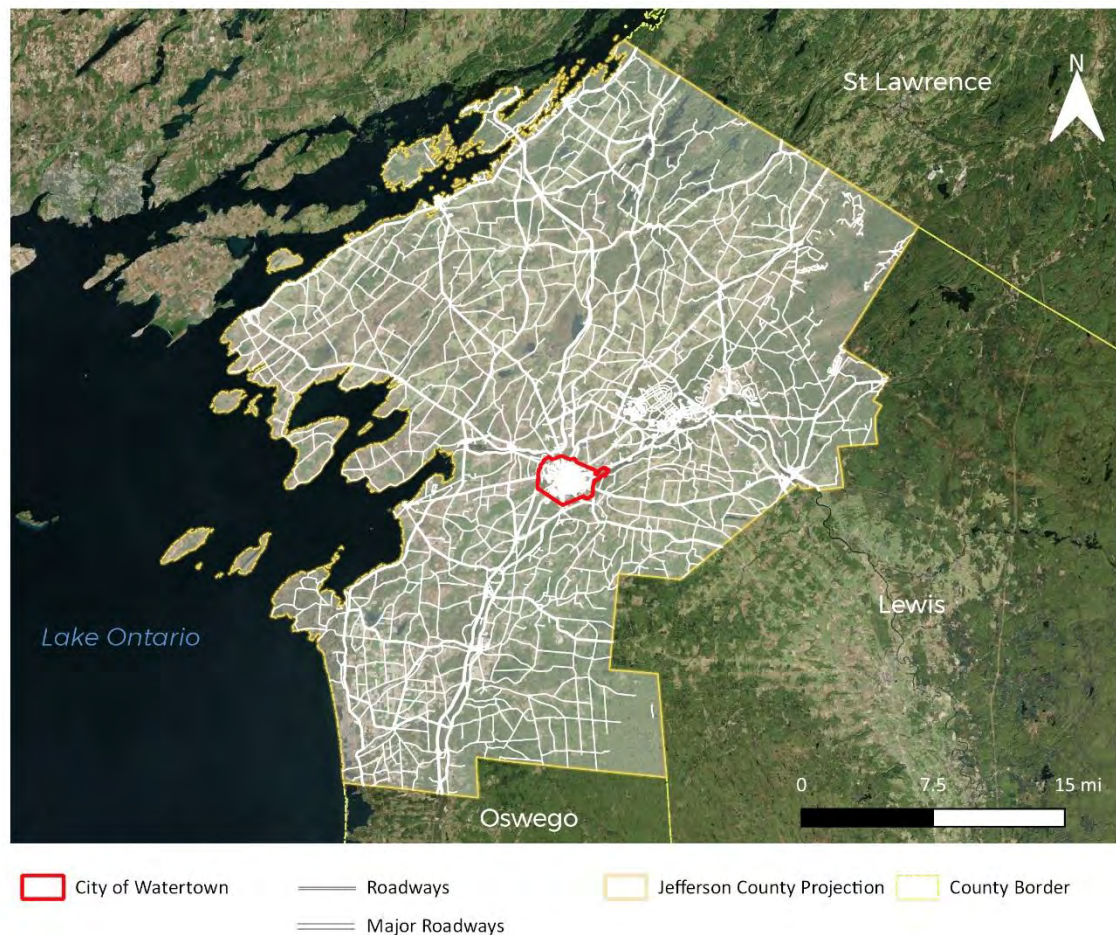 N
St Lawrence
Lewis
Lake Ontario
0 7.5 15 mi
Oswego
City of Watertown
Roadways
Jefferson County Projection
County Border
Major Roadways